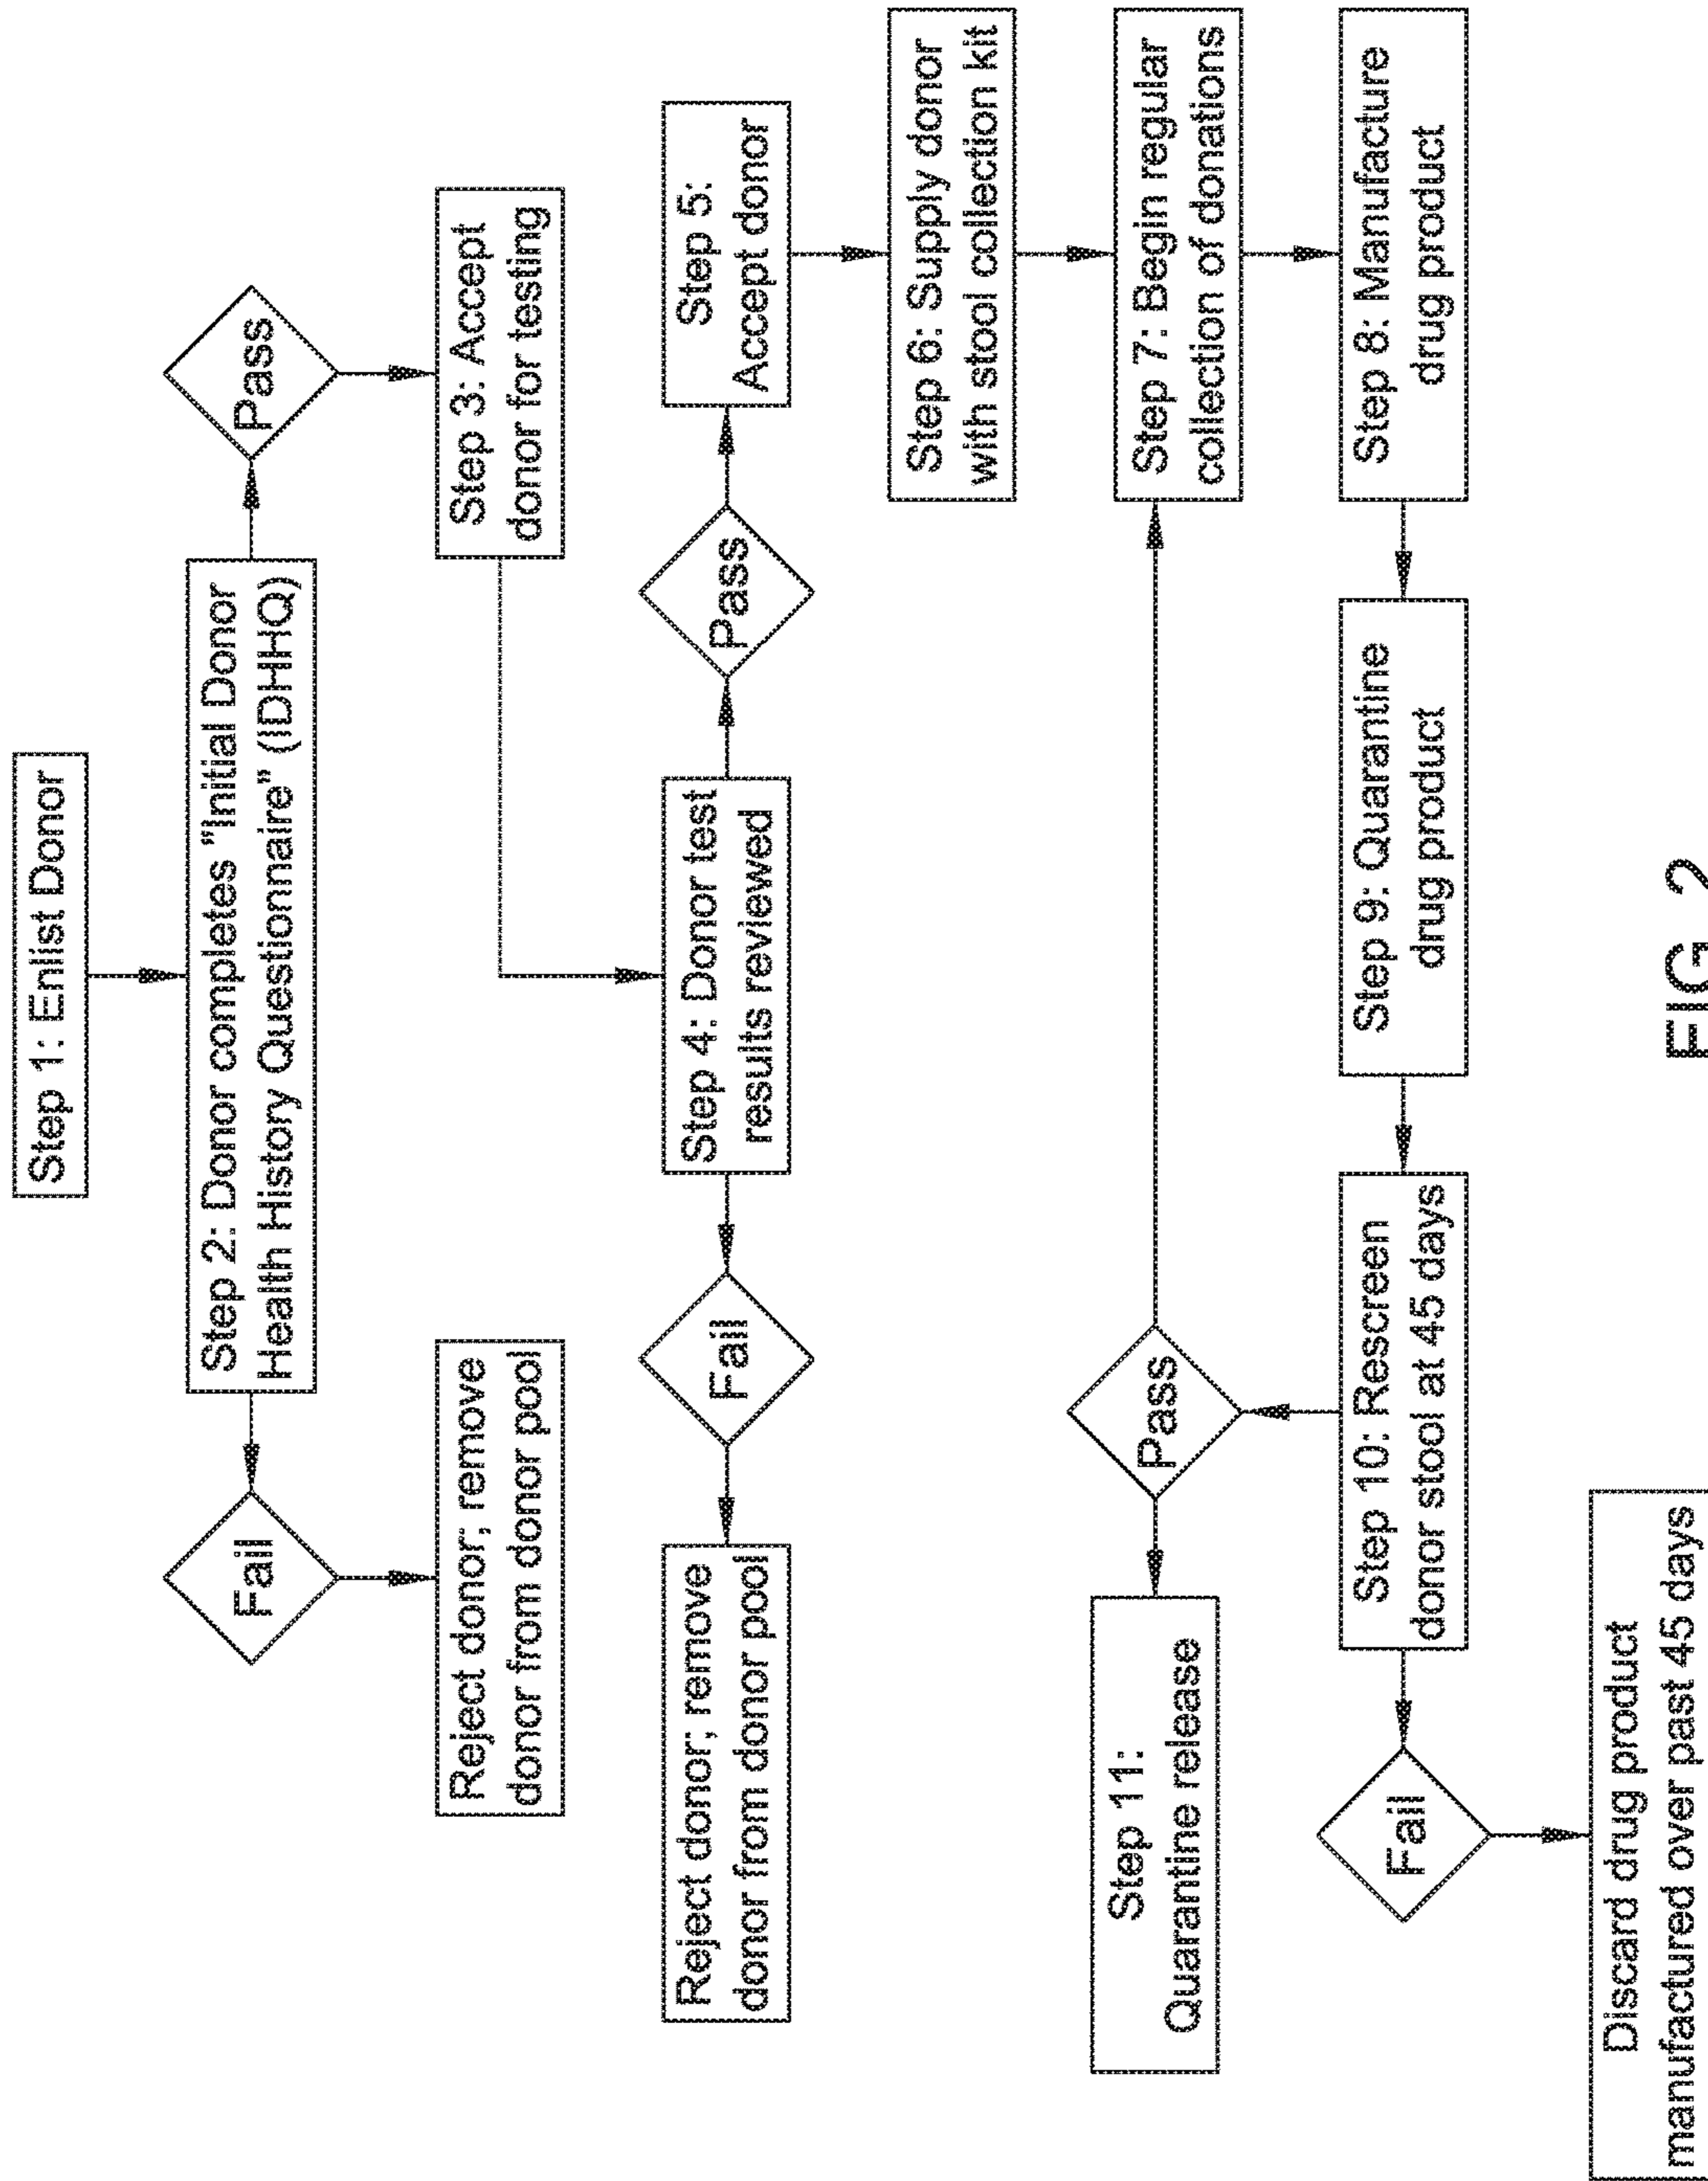 Step 1: Enlist Donor
Step 2: Donor completes "Initial Donor
Health History Questionnaire" (IDHHQ)
Fail
Pass
Reject donor; remove
donor from donor pool
Step 3: Accept
donor for testing
Step 4: Donor test
results reviewed
Fail
Pass
Reject donor; remove
donor from donor pool
Step 5:
Accept donor
Step 6: Supply donor
with stool collection kit
Step 7: Begin regular
collection of donations
Step 8: Manufacture
drug product
Step 9: Quarantine
drug product
Step 10: Rescreen
donor stool at 45 days
Pass
Step 11:
Quarantine release
Fail
Discard drug product
manufactured over past 45 days
FIG. 2